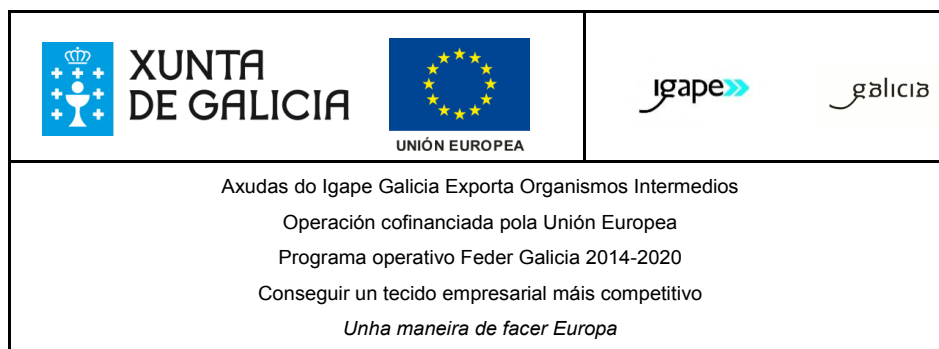 XUNTA
DE GALICIA
UNIÓN EUROPEA
igape
galicia
Axudas do Igape Galicia Exporta Organismos Intermedios
Operación cofinanciada pola Unión Europea
Programa operativo Feder Galicia 2014-2020
Conseguir un tecido empresarial máis competitivo
Unha maneira de facer Europa